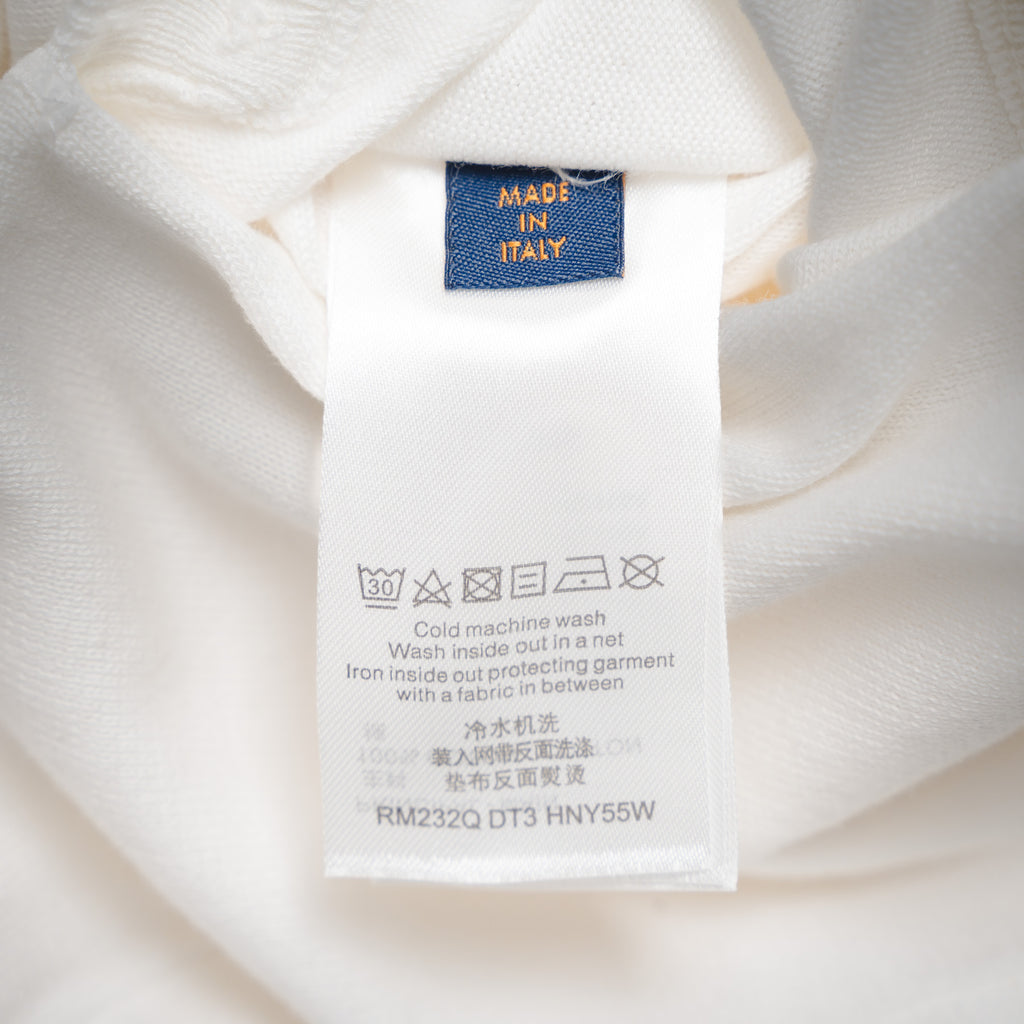 MADE
IN
ITALY
30
Cold machine wash
Wash inside out in a net
Iron inside out protecting garment
with a fabric in between
冷水机洗
装入网带反面洗涤
垫布反面熨烫
RM232Q DT3 HNY55W